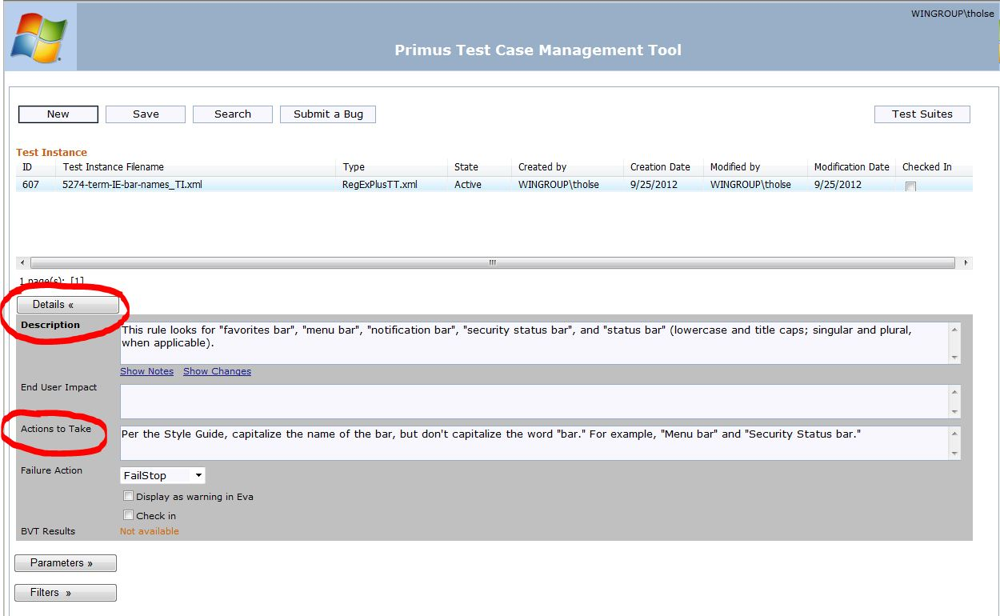 WINGROUP\tholse
Primus Test Case Management Tool
New Save Search Submit a Bug Test Suites
Test Instance
ID Test Instance Filename Type State Created by Creation Date Modified by Modification Date Checked In
607 5274-term-IE-bar-names_TI.xml RegExPlusTT.xml Active WINGROUP\tholse 9/25/2012 WINGROUP\tholse 9/25/2012
1 page(s): [1]
Details «
Description This rule looks for "favorites bar", "menu bar", "notification bar", "security status bar", and "status bar" (lowercase and title caps; singular and plural,
when applicable).
Show Notes Show Changes
End User Impact
Actions to Take Per the Style Guide, capitalize the name of the bar, but don't capitalize the word "bar." For example, "Menu bar" and "Security Status bar."
Failure Action FailStop
Display as warning in Eva
Check in
BVT Results Not available
Parameters »
Filters »